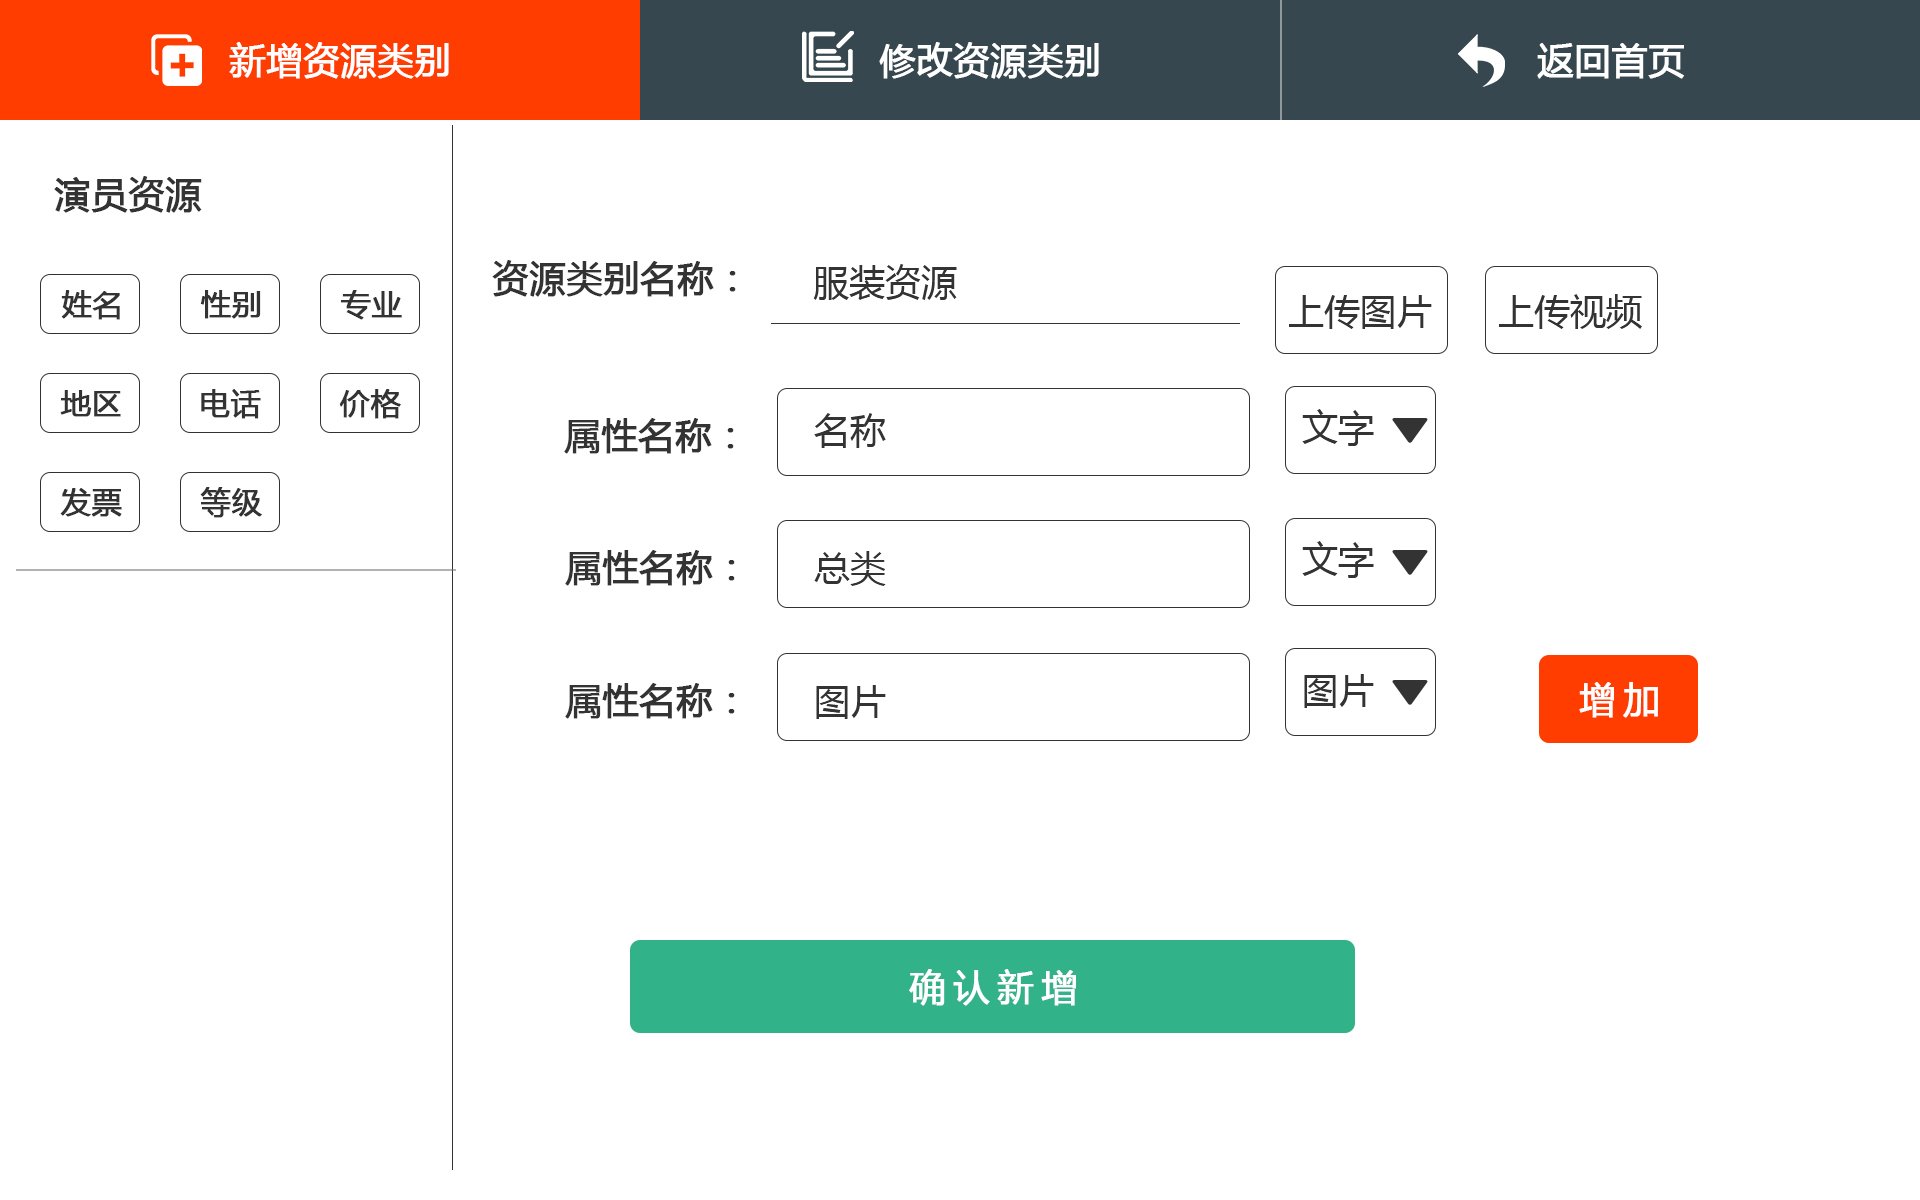 新增资源类别
修改资源类别
返回首页
演员资源
姓名 性别 专业
地区 电话 价格
发票 等级
资源类别名称： 服装资源 上传图片 上传视频
属性名称： 名称 文字
属性名称： 总类 文字
属性名称： 图片 图片 增加
确认新增